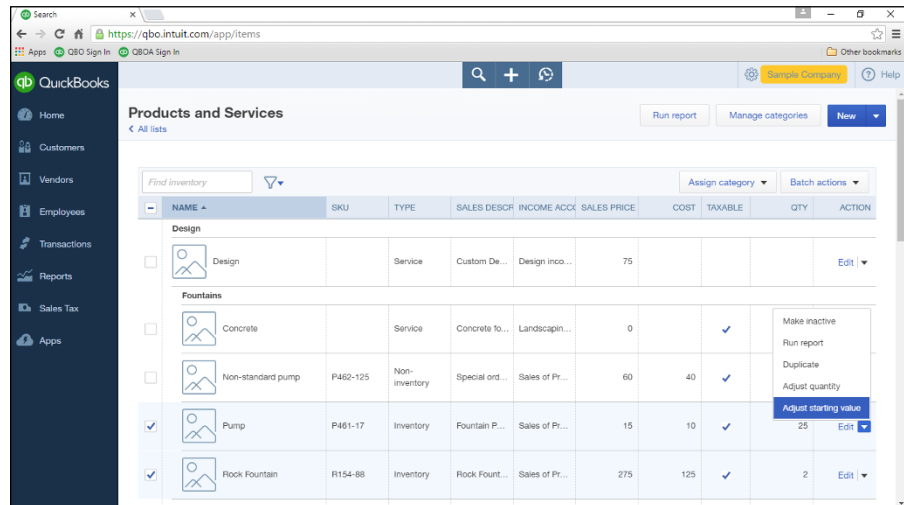 Search
https://qbo.intuit.com/app/items
Apps QBO Sign In QBOA Sign In Other bookmarks
qb QuickBooks
Sample Company ? Help
Home
Customers
Vendors
Employees
Transactions
Reports
Sales Tax
Apps
Products and Services
All lists
Run report Manage categories New
Find inventory Assign category Batch actions
NAME SKU TYPE SALES DESCR INCOME ACCO SALES PRICE COST TAXABLE QTY ACTION
Design
Design Service Custom De... Design inco... 75 Edit
Fountains
Concrete Service Concrete fo... Landscapin... 0
Non-standard pump P462-125 Non-inventory Special ord... Sales of Pr... 60 40
Make inactive
Run report
Duplicate
Adjust quantity
Adjust starting value
Pump P461-17 Inventory Fountain P... Sales of Pr... 15 10 25 Edit
Rock Fountain R154-88 Inventory Rock Fount... Sales of Pr... 275 125 2 Edit